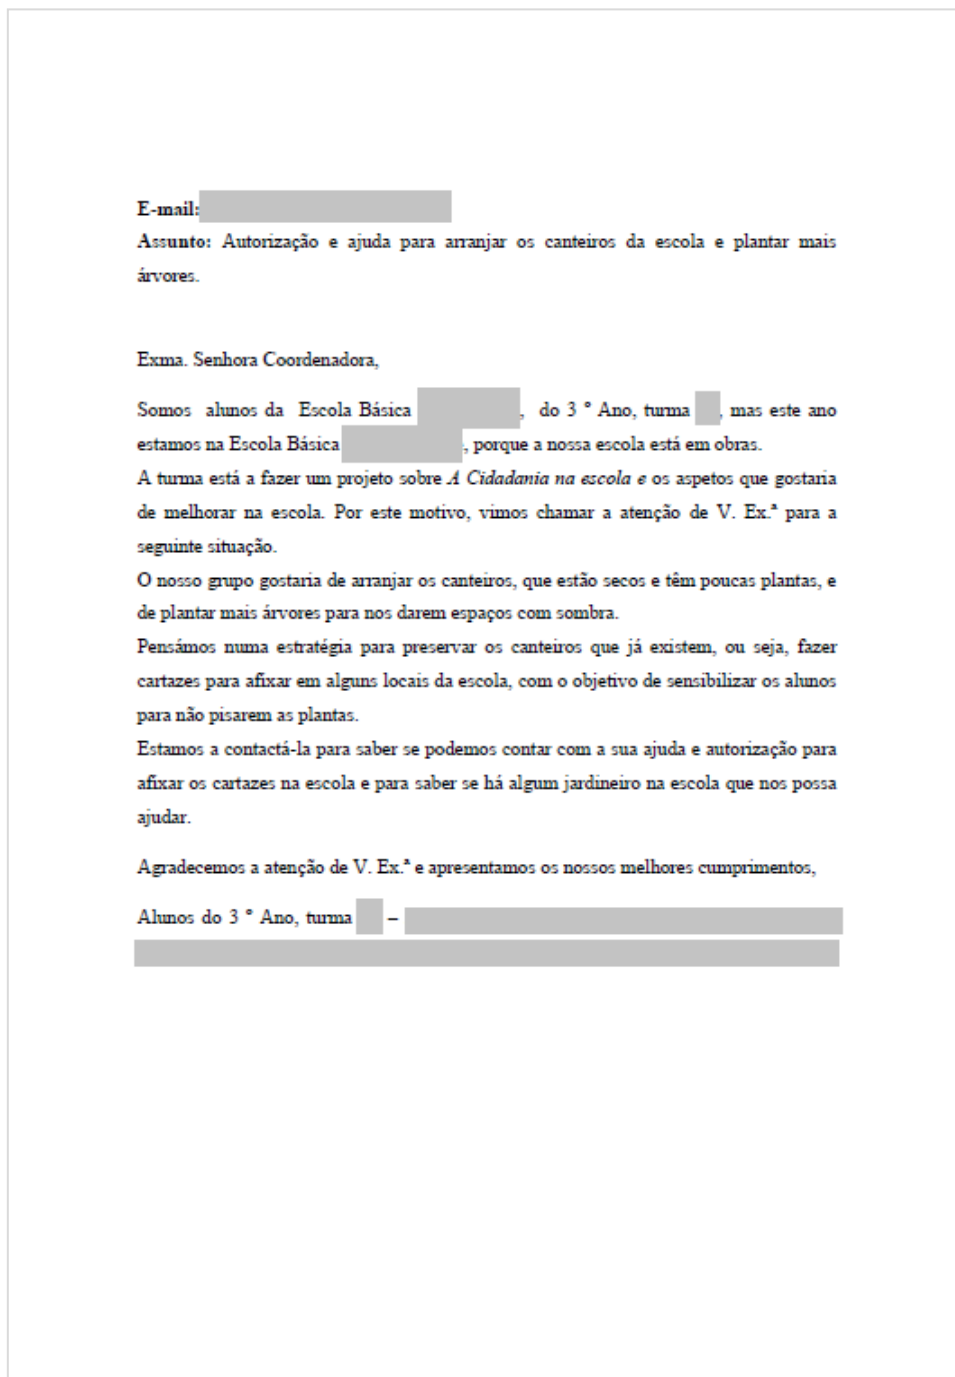 E-mail:
Assunto: Autorização e ajuda para arranjar os canteiros da escola e plantar mais
árvores.
Exma. Senhora Coordenadora,
Somos alunos da Escola Básica , do 3 º Ano, turma , mas este ano
estamos na Escola Básica , porque a nossa escola está em obras.
A turma está a fazer um projeto sobre A Cidadania na escola e os aspetos que gostaria
de melhorar na escola. Por este motivo, vimos chamar a atenção de V. Ex.ª para a
seguinte situação.
O nosso grupo gostaria de arranjar os canteiros, que estão secos e têm poucas plantas, e
de plantar mais árvores para nos darem espaços com sombra.
Pensámos numa estratégia para preservar os canteiros que já existem, ou seja, fazer
cartazes para afixar em alguns locais da escola, com o objetivo de sensibilizar os alunos
para não pisarem as plantas.
Estamos a contactá-la para saber se podemos contar com a sua ajuda e autorização para
afixar os cartazes na escola e para saber se há algum jardineiro na escola que nos possa
ajudar.
Agradecemos a atenção de V. Ex.ª e apresentamos os nossos melhores cumprimentos,
Alunos do 3 º Ano, turma –